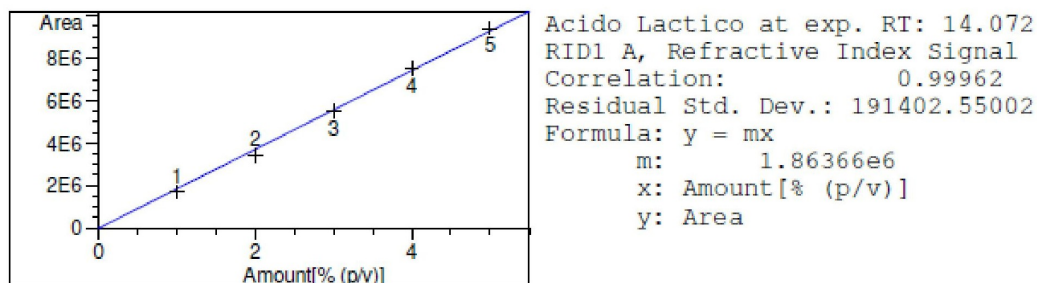 Area
8E6
6E6
4E6
2E6
0
1
2
3
4
5
0
2
4
Amount[% (p/v)]
Acido Lactico at exp. RT: 14.072
RID1 A, Refractive Index Signal
Correlation: 0.99962
Residual Std. Dev.: 191402.55002
Formula: y = mx
m: 1.86366e6
x: Amount[% (p/v)]
y: Area